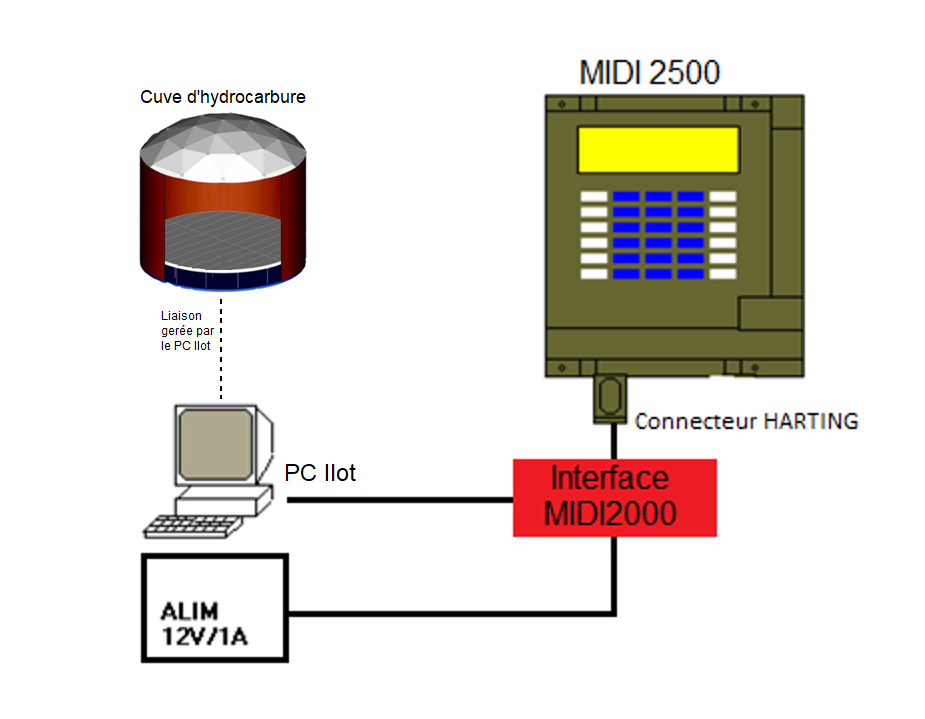 MIDI 2500
Cuve d'hydrocarbure
Liaison
gerée par
le PC Ilot
Connecteur HARTING
PC Ilot
Interface
MIDI2000
ALIM
12V/1A